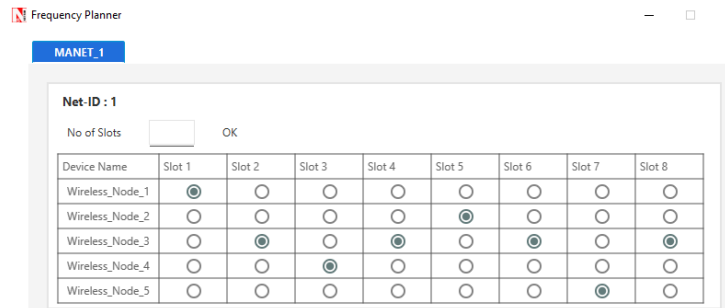 Frequency Planner
MANET_1
Net-ID : 1
No of Slots OK
Device Name Slot 1 Slot 2 Slot 3 Slot 4 Slot 5 Slot 6 Slot 7 Slot 8
Wireless_Node_1
Wireless_Node_2
Wireless_Node_3
Wireless_Node_4
Wireless_Node_5